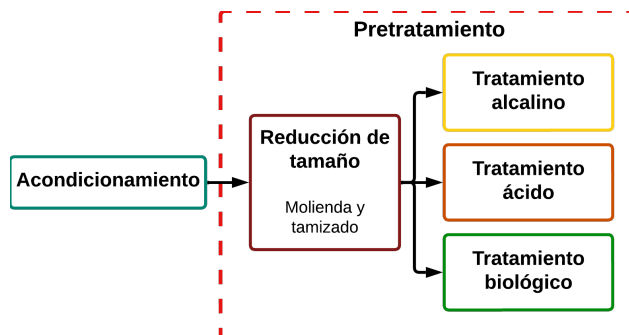 Pretratamiento
Acondicionamiento
Reducción de
tamaño
Molienda y
tamizado
Tratamiento
alcalino
Tratamiento
ácido
Tratamiento
biológico